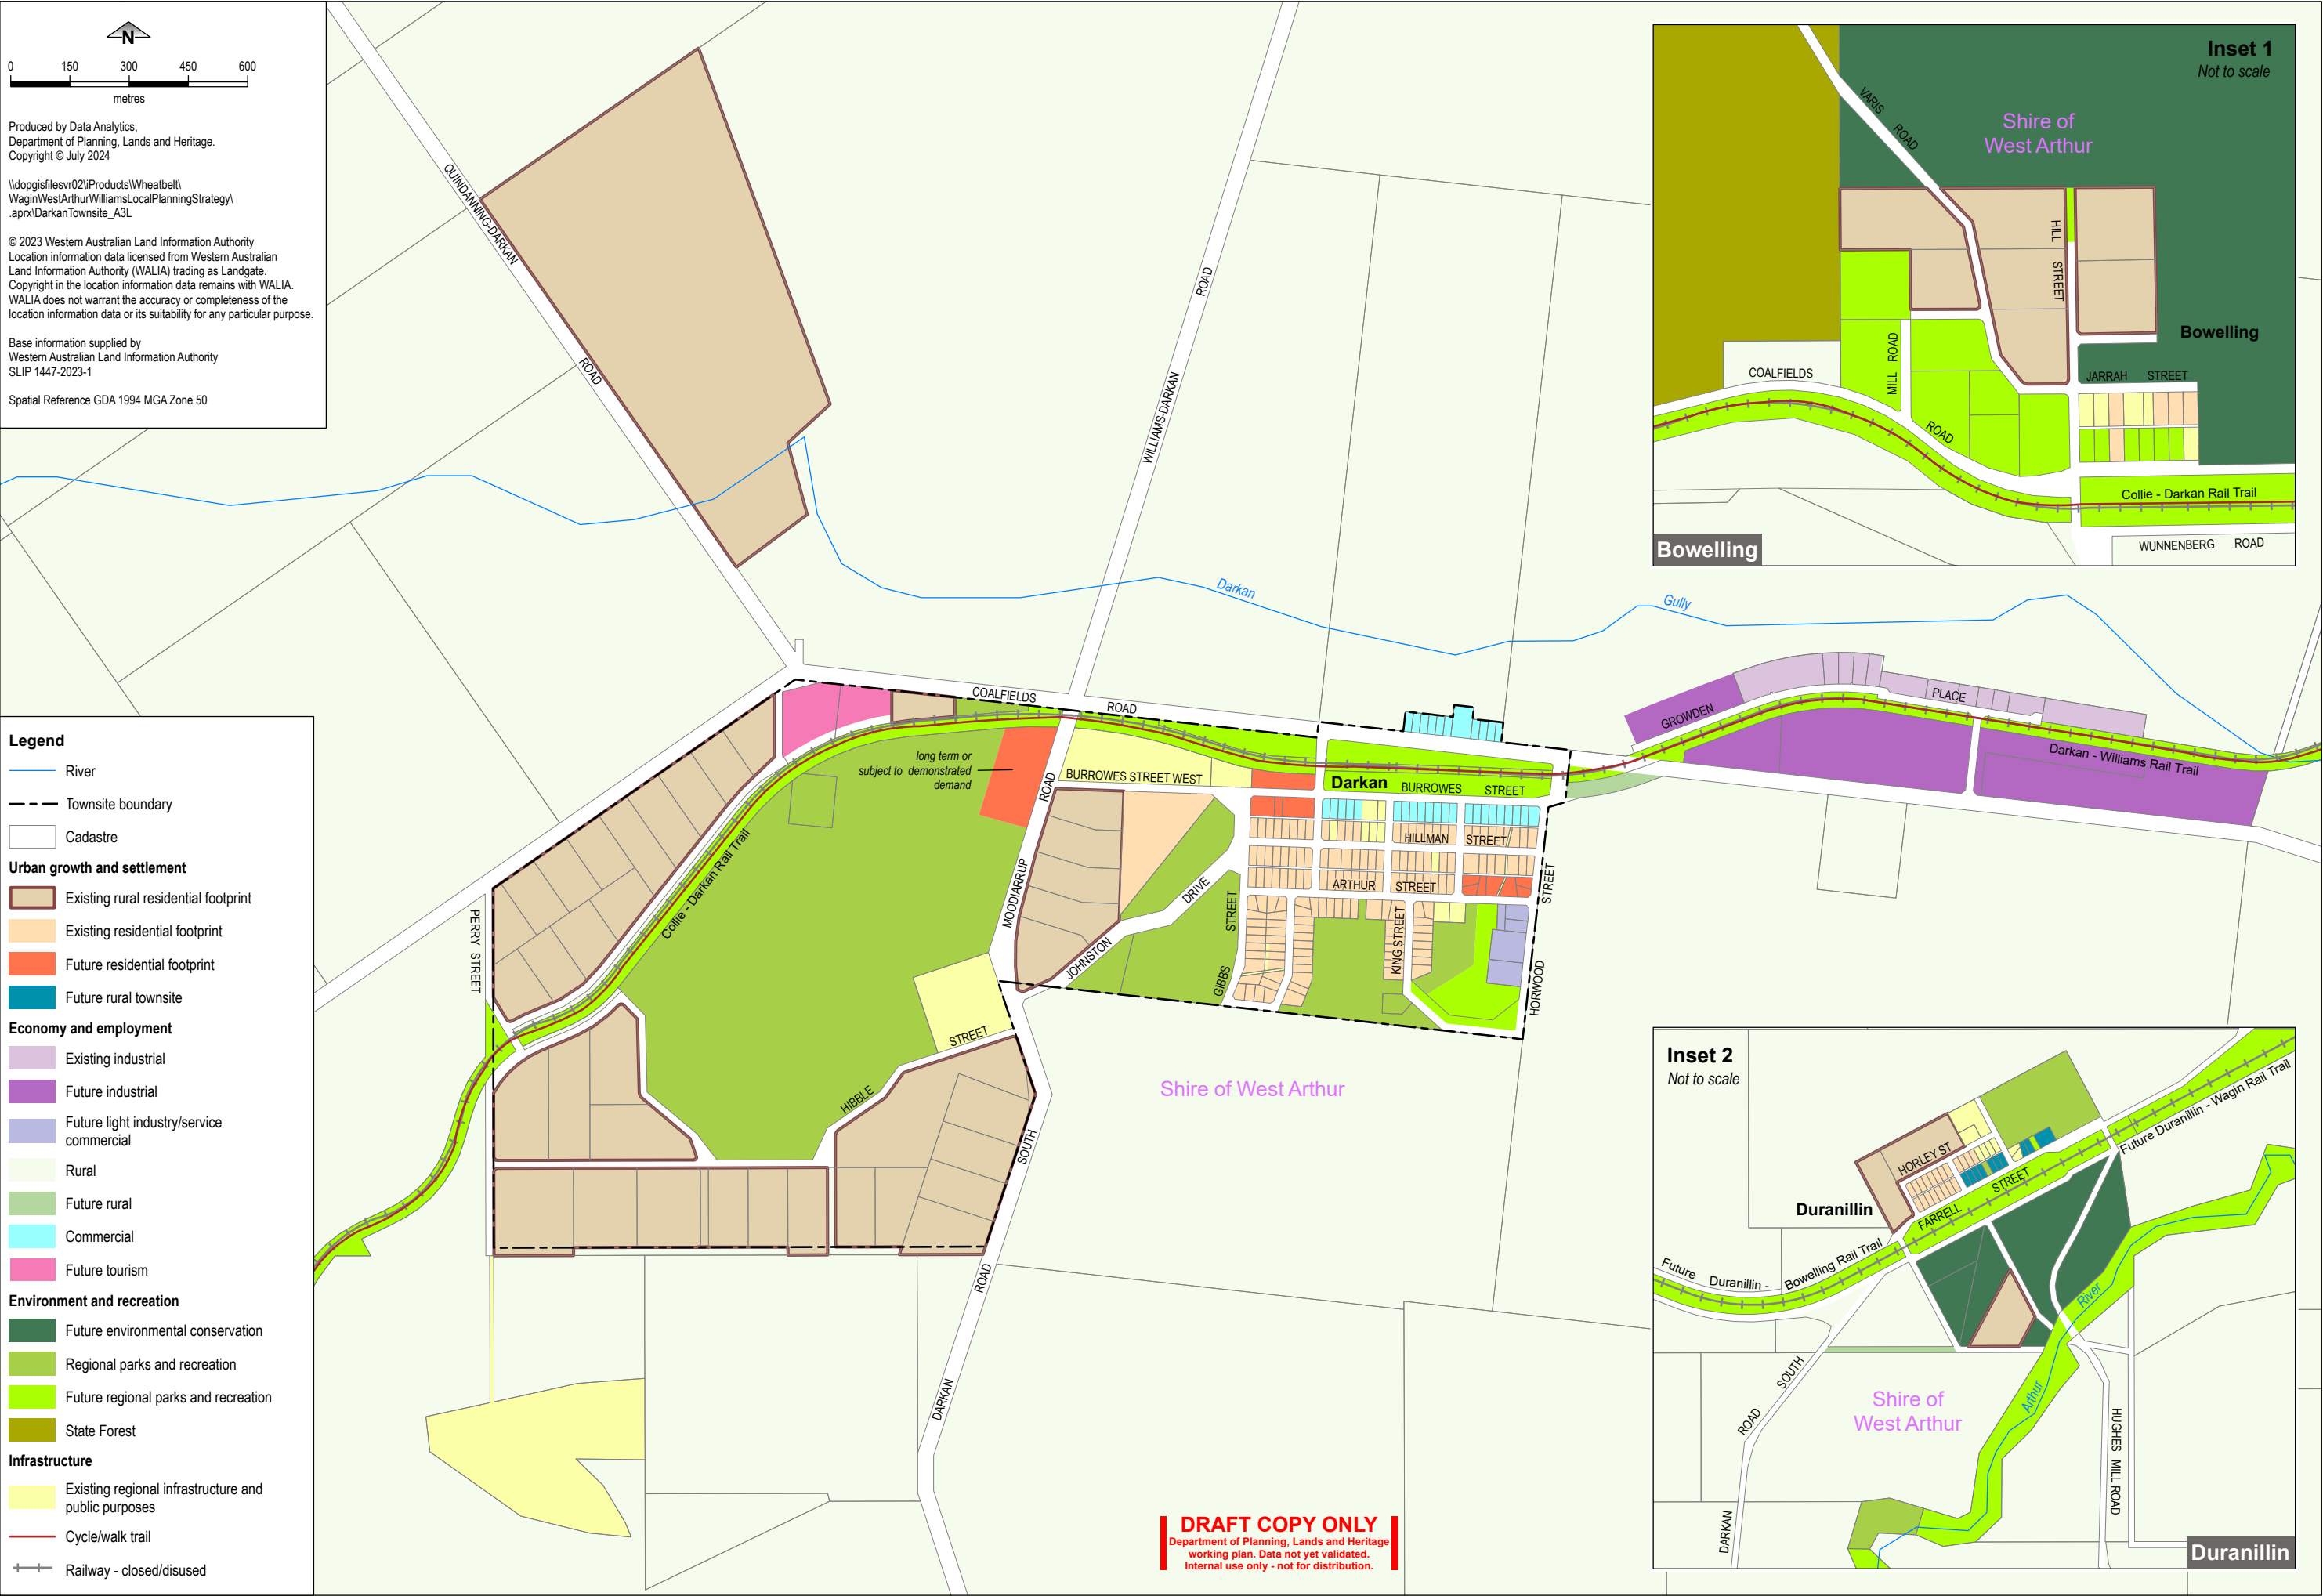 N
0 150 300 450 600
metres
Produced by Data Analytics,
Department of Planning, Lands and Heritage.
Copyright © July 2024
\\dopgisfilesvr02\iProducts\Wheatbelt\
WaginWestArthurWilliamsLocalPlanningStrategy\
.aprx\DarkanTownsite_A3L
© 2023 Western Australian Land Information Authority
Location information data licensed from Western Australian
Land Information Authority (WALIA) trading as Landgate.
Copyright in the location information data remains with WALIA.
WALIA does not warrant the accuracy or completeness of the
location information data or its suitability for any particular purpose.
Base information supplied by
Western Australian Land Information Authority
SLIP 1447-2023-1
Spatial Reference GDA 1994 MGA Zone 50
Legend
River
Townsite boundary
Cadastre
Urban growth and settlement
Existing rural residential footprint
Existing residential footprint
Future residential footprint
Future rural townsite
Economy and employment
Existing industrial
Future industrial
Future light industry/service
commercial
Rural
Future rural
Commercial
Future tourism
Environment and recreation
Future environmental conservation
Regional parks and recreation
Future regional parks and recreation
State Forest
Infrastructure
Existing regional infrastructure and
public purposes
Cycle/walk trail
Railway - closed/disused
QUINDANNING-DARKAN
ROAD
WILLIAMS-DARKAN
ROAD
Darkan
Gully
COALFIELDS
ROAD
long term or
subject to demonstrated
demand
BURROWES STREET WEST
Darkan
BURROWES STREET
HILLMAN STREET
ARTHUR STREET
KING STREET
HORWOOD
STREET
GIBBS
STREET
JOHNSTON
DRIVE
MOODIARRUP
ROAD
Collie - Darkan Rail Trail
PERRY STREET
HIBBLE
STREET
DARKAN
ROAD
SOUTH
Shire of West Arthur
GROWDEN
PLACE
Darkan - Williams Rail Trail
DRAFT COPY ONLY
Department of Planning, Lands and Heritage
working plan. Data not yet validated.
Internal use only - not for distribution.
Inset 1
Not to scale
VARIS
ROAD
Shire of
West Arthur
HILL
STREET
Bowelling
COALFIELDS
ROAD
MILL ROAD
JARRAH STREET
Collie - Darkan Rail Trail
WUNNENBERG ROAD
Bowelling
Inset 2
Not to scale
HORLEY ST
Duranillin
FARRELL
STREET
Future Duranillin - Wagin Rail Trail
Future Duranillin - Bowelling Rail Trail
River
Arthur
DARKAN
ROAD
SOUTH
Shire of
West Arthur
HUGHES MILL ROAD
Duranillin